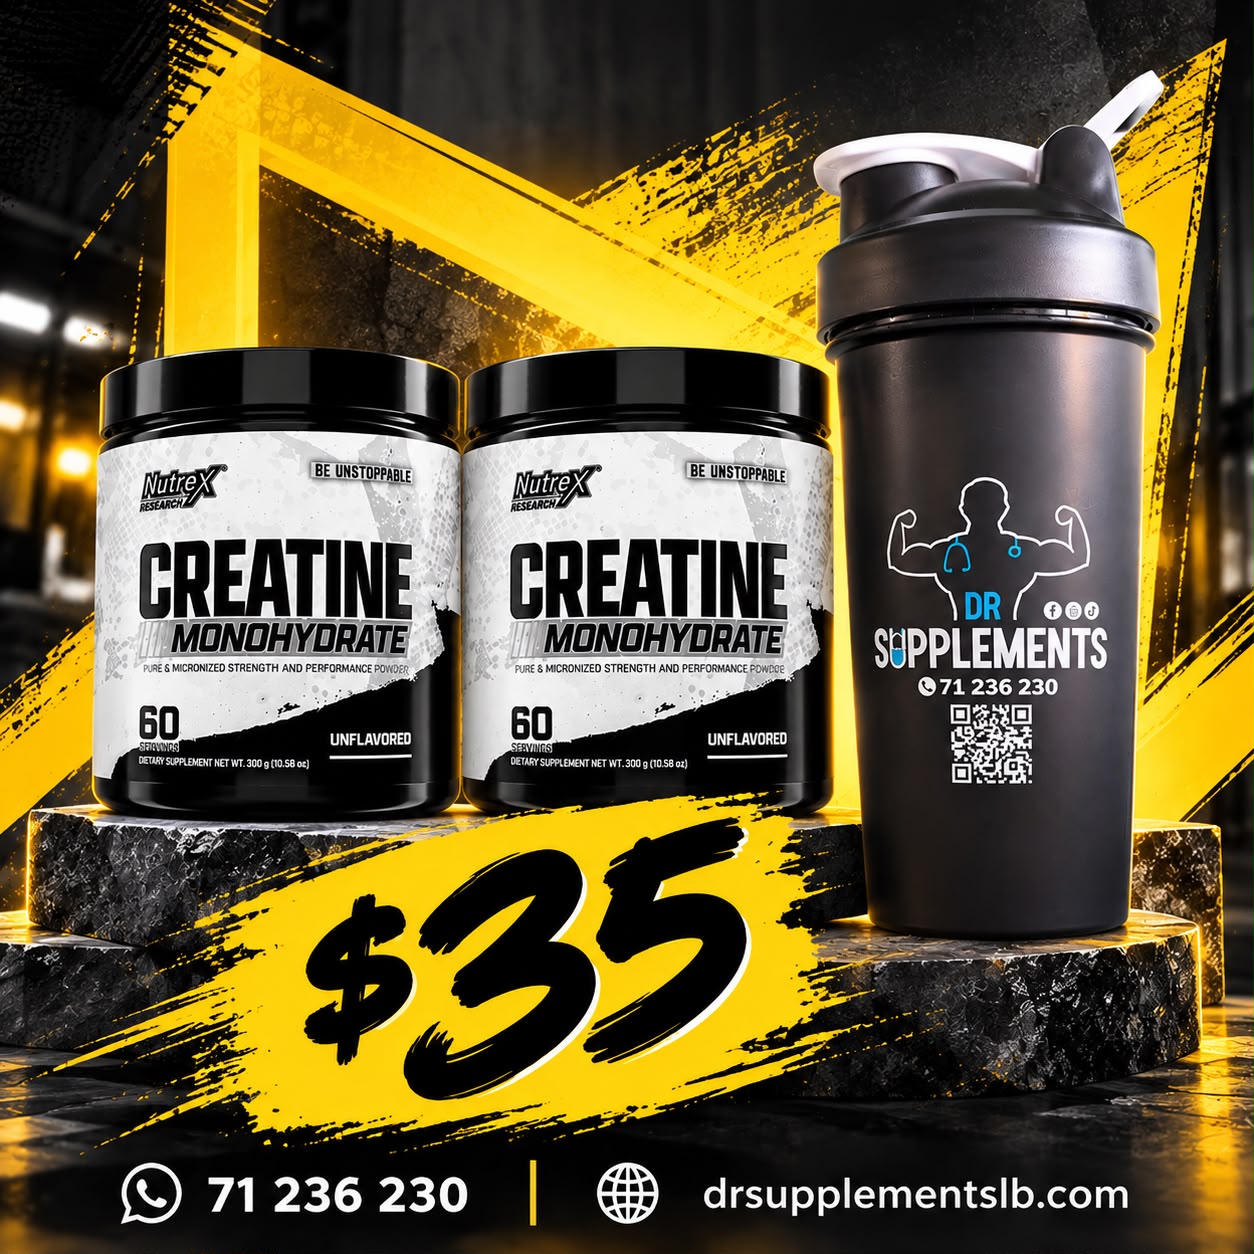 NutreX
RESEARCH
BE UNSTOPPABLE
CREATINE
MONOHYDRATE
PURE & MICRONIZED STRENGTH AND PERFORMANCE POWDER
60
SERVINGS
UNFLAVORED
DIETARY SUPPLEMENT NET WT. 300 g (10.58 oz)
NutreX
RESEARCH
BE UNSTOPPABLE
CREATINE
MONOHYDRATE
PURE & MICRONIZED STRENGTH AND PERFORMANCE POWDER
60
SERVINGS
UNFLAVORED
DIETARY SUPPLEMENT NET WT. 300 g (10.58 oz)
DR
SUPPLEMENTS
71 236 230
$35
71 236 230
drsupplementslb.com